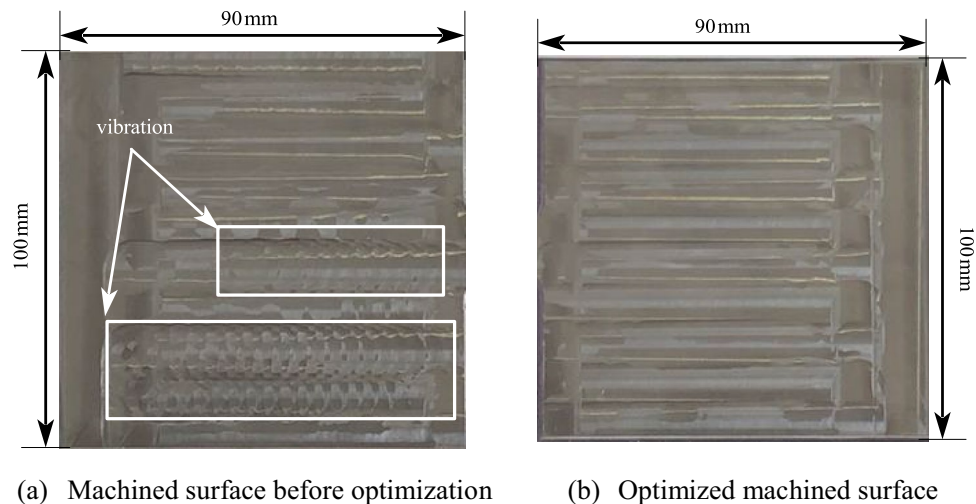 90mm
90mm
vibration
100mm
100mm
(a) Machined surface before optimization
(b) Optimized machined surface